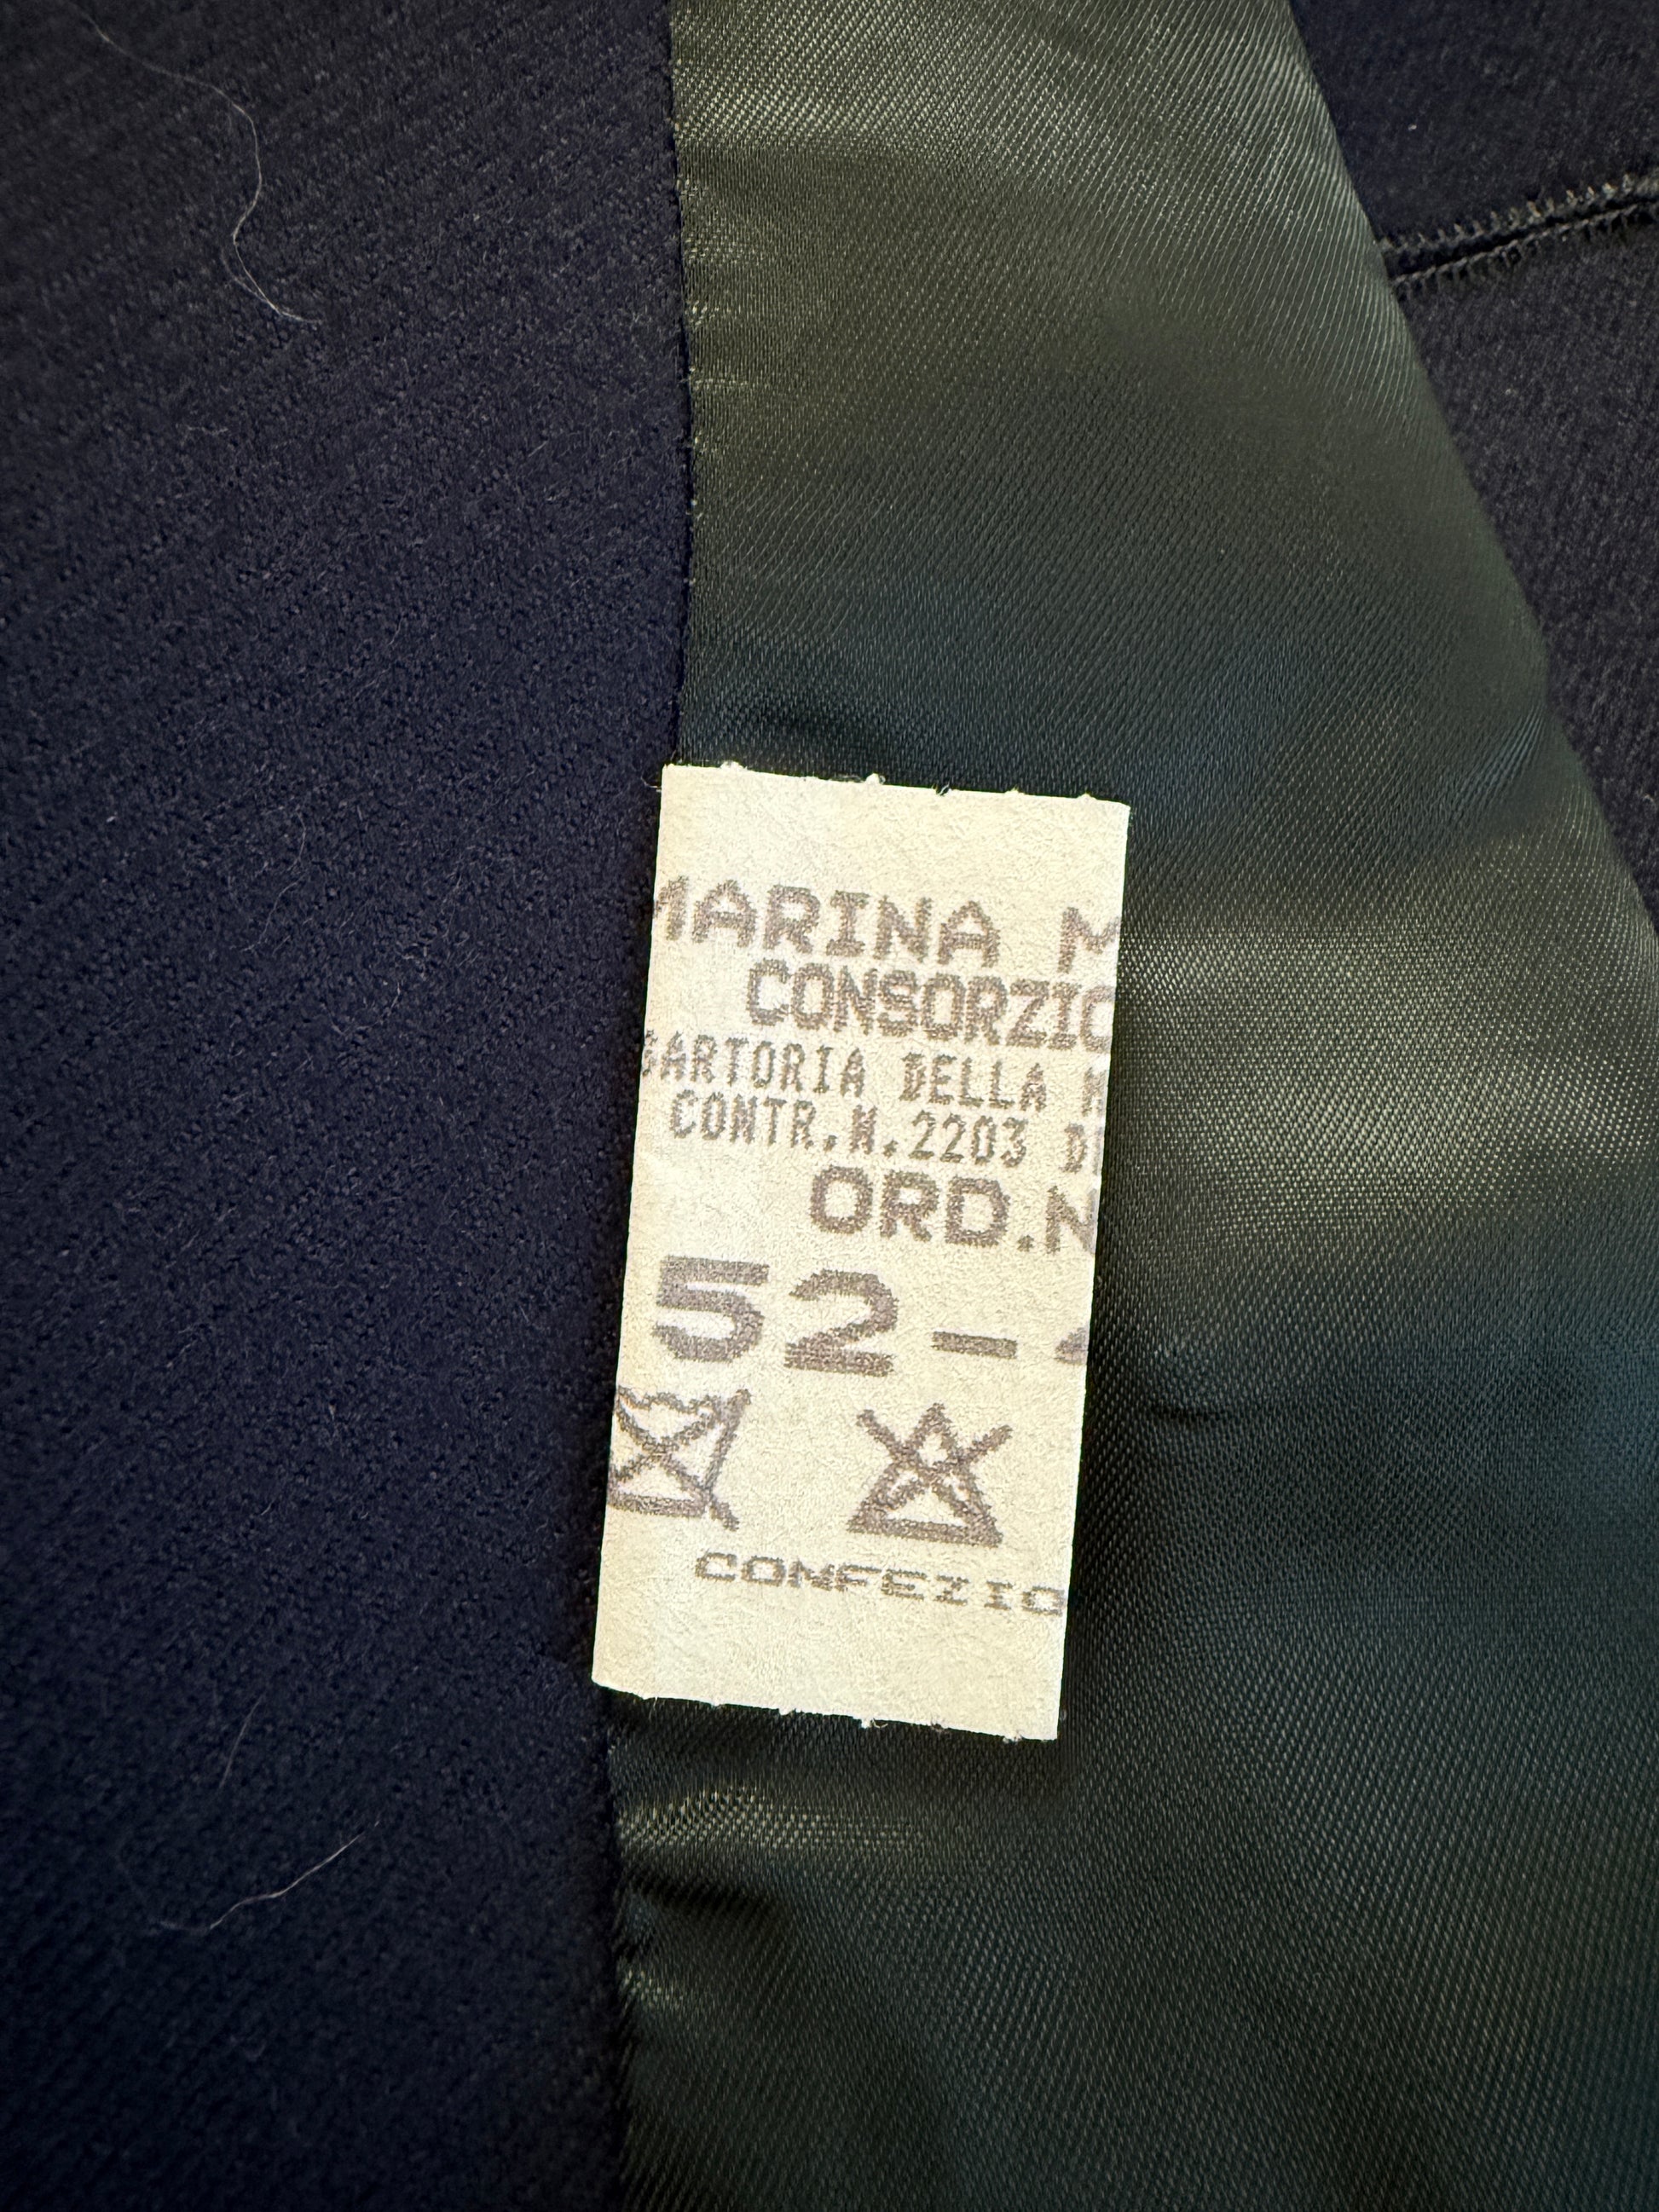 MARINA M
CONSORZIO
SARTORIA DELLA M
CONTR.N.2203 D
ORD.N
52-
CONFEZIO